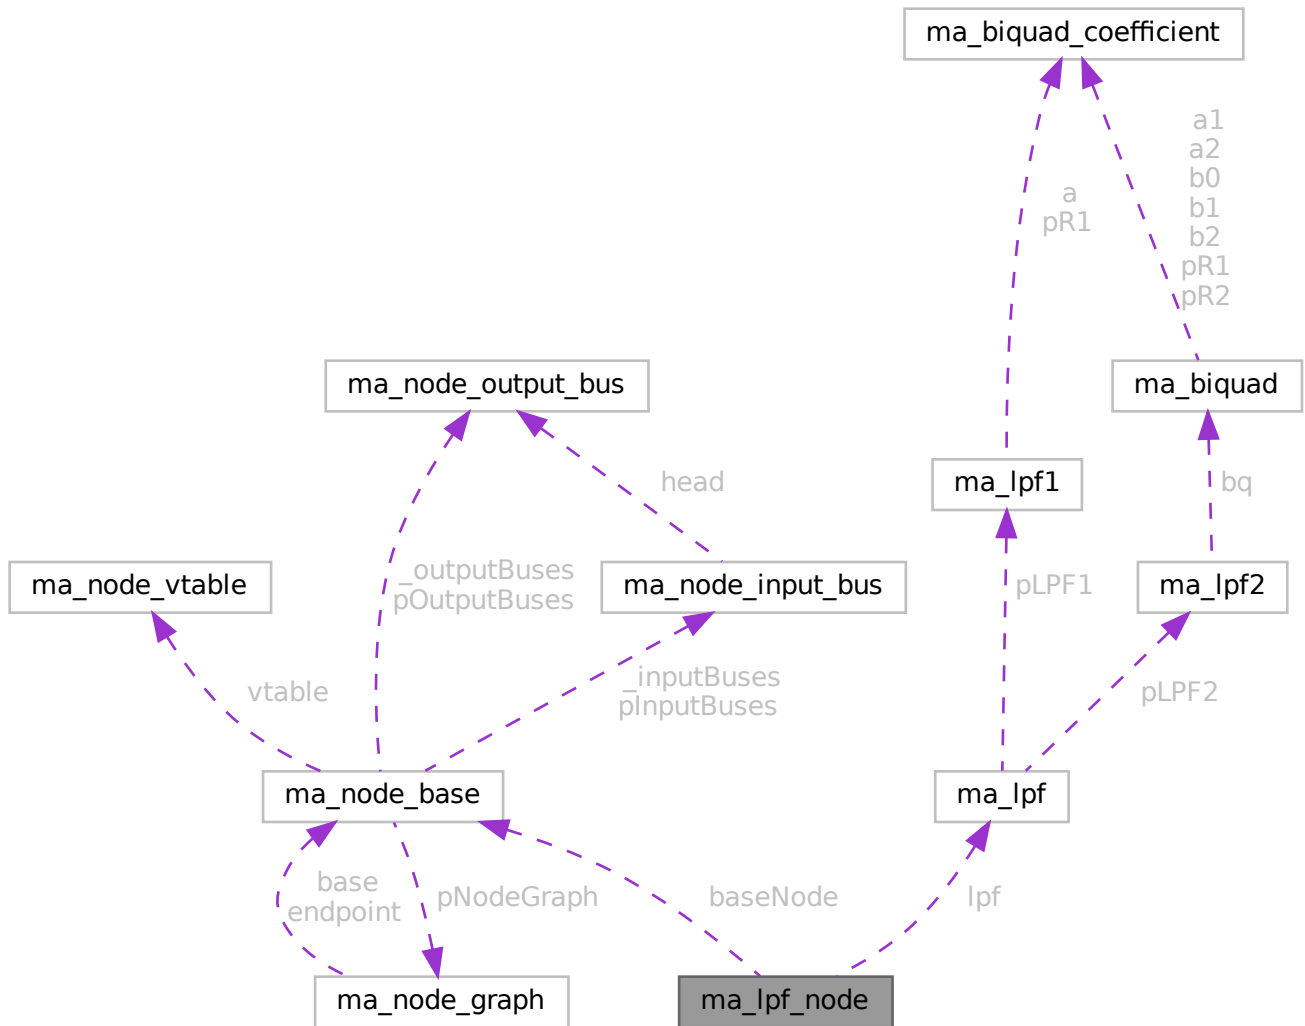 ma_biquad_coefficient
a1
a2
b0
b1
b2
pR1
pR2
a
pR1
ma_node_output_bus
ma_biquad
head
ma_lpf1
bq
_outputBuses
pOutputBuses
ma_node_vtable
ma_node_input_bus
pLPF1
ma_lpf2
vtable
_inputBuses
pInputBuses
pLPF2
ma_node_base
ma_lpf
base
endpoint
pNodeGraph
baseNode
lpf
ma_node_graph
ma_lpf_node